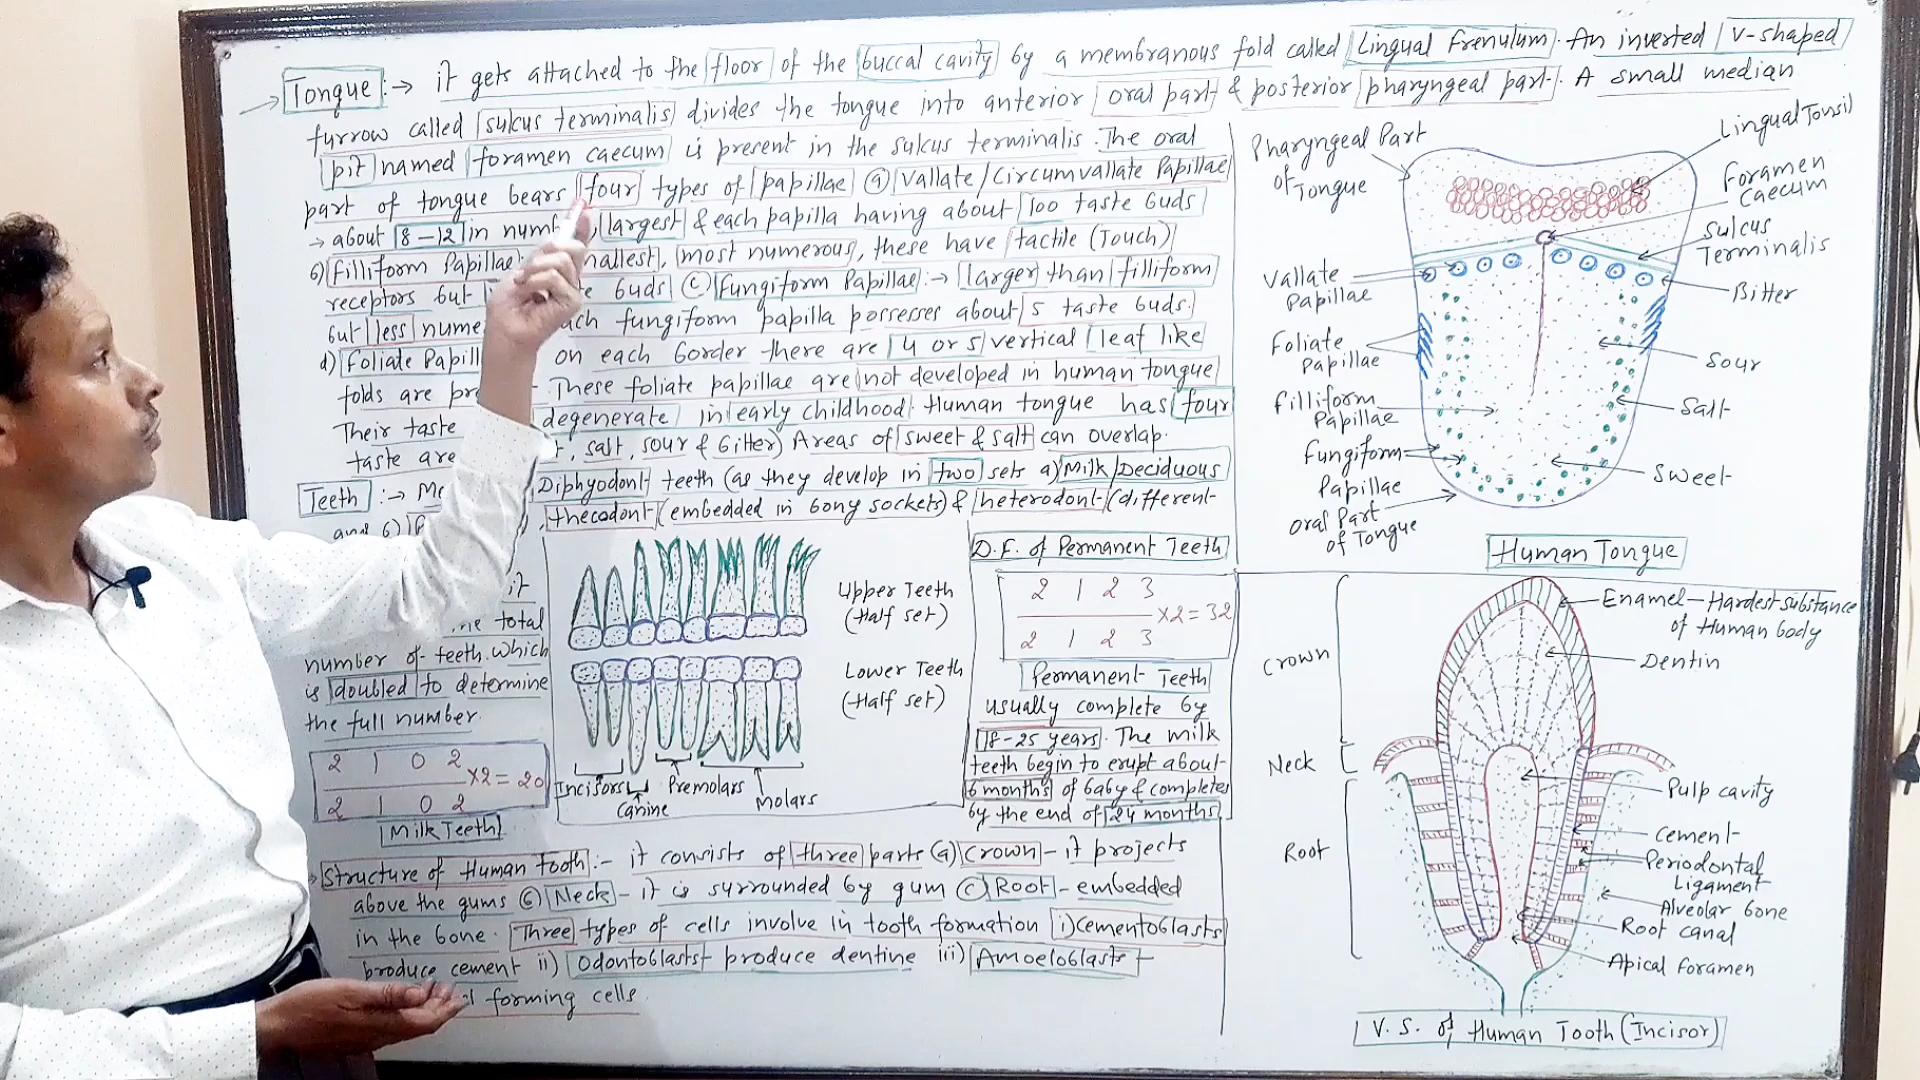 Tongue :→ it gets attached to the floor of the buccal cavity by a membranous fold called Lingual Frenulum. An inverted V-shaped
furrow called sulcus terminalis divides the tongue into anterior oral part & posterior pharyngeal part. A small median
pit named foramen caecum is present in the sulcus terminalis. The oral
part of tongue bears four types of papillae a) Vallate/Circumvallate Papillae
→ about 8–12 in numb , largest & each papilla having about 100 taste buds
b) Filliform Papillae: mallest, most numerous, these have tactile (Touch)
receptors but e buds c) Fungiform Papillae :→ larger than filliform
but less nume ach fungiform papilla possesses about 5 taste buds.
d) Foliate Papill on each border there are 4 or 5 vertical leaf like
folds are pre These foliate papillae are not developed in human tongue
Their taste degenerate in early childhood. Human tongue has four
taste are t, salt, sour & bitter) Areas of sweet & salt can overlap.
Teeth :→ Diphyodont teeth (as they develop in two sets a) Milk/Deciduous
and b) , thecodont (embedded in bony sockets) & heterodont (different
it
total
number of teeth which
is doubled to determine
the full number.
2 1 0 2
×2 = 20
2 1 0 2
Milk Teeth
Upper Teeth
(Half set)
Lower Teeth
(Half set)
Incisors
Canine
Premolars
Molars
D.F. of Permanent Teeth
2 1 2 3
×2=32
2 1 2 3
Permanent Teeth
usually complete by
18-25 years. The milk
teeth begin to erupt about
6 months of baby & completes
by the end of 24 months
Structure of Human Tooth :- it consists of three parts (a) Crown – it projects
above the gums b) Neck – it is surrounded by gum c) Root – embedded
in the bone. Three types of cells involve in tooth formation i) Cementoblasts
produce cement ii) Odontoblasts produce dentine iii) Amoeloblasts –
l forming cells
Pharyngeal Part
of Tongue
Lingual Tonsil
Foramen
Caecum
Sulcus
Terminalis
Vallate
Papillae
Bitter
Foliate
Papillae
Sour
Filliform
Papillae
Salt
Fungiform
Papillae
Sweet
Oral Part
of Tongue
Human Tongue
Enamel – Hardest substance
of Human body
Dentin
Crown
Neck
Root
Pulp cavity
Cement
Periodontal
Ligament
Alveolar bone
Root canal
Apical foramen
V. S. of Human Tooth (Incisor)